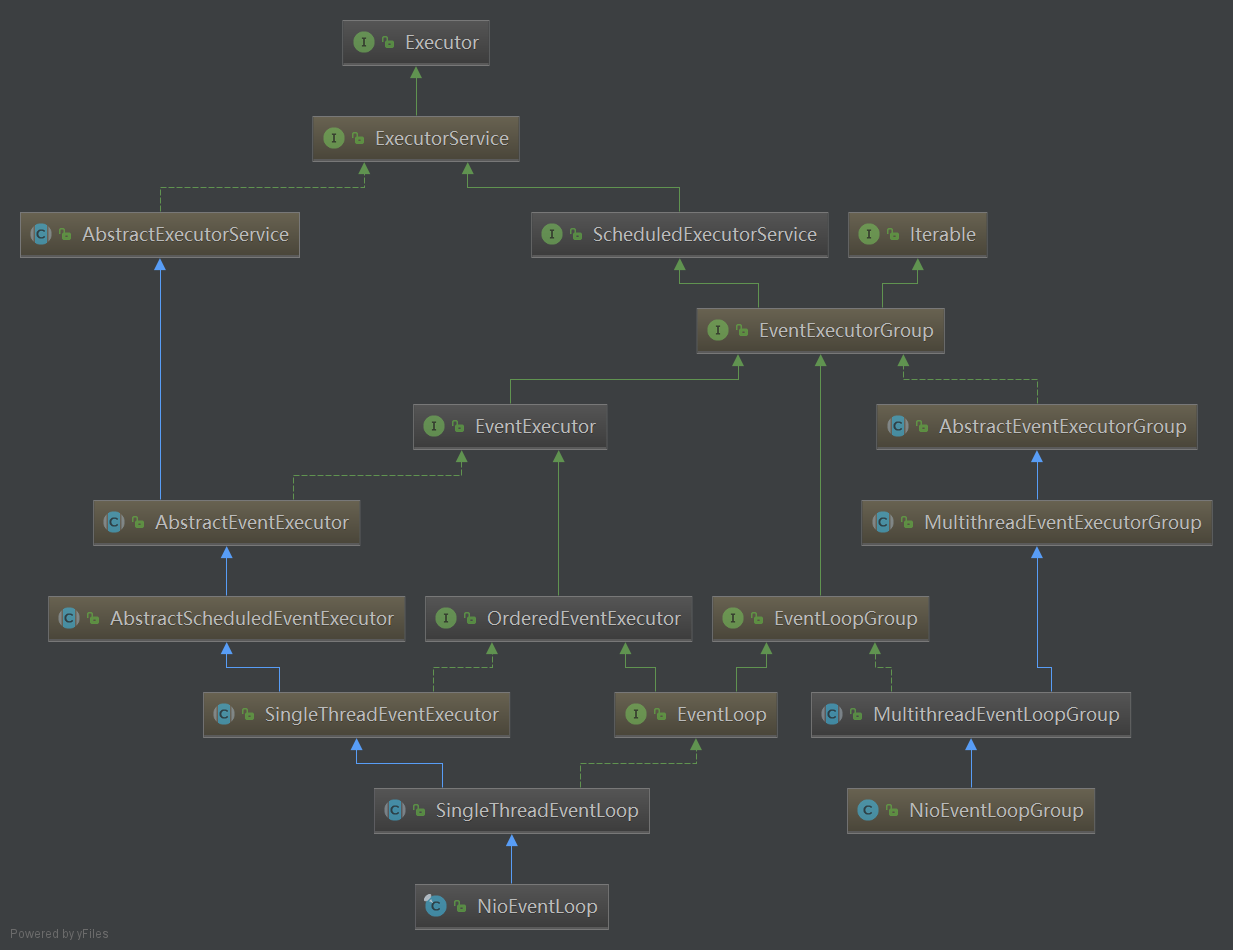 Executor
ExecutorService
AbstractExecutorService
ScheduledExecutorService
Iterable
EventExecutorGroup
EventExecutor
AbstractEventExecutorGroup
AbstractEventExecutor
MultithreadEventExecutorGroup
AbstractScheduledEventExecutor
OrderedEventExecutor
EventLoopGroup
SingleThreadEventExecutor
EventLoop
MultithreadEventLoopGroup
SingleThreadEventLoop
NioEventLoopGroup
NioEventLoop
Powered by yFiles